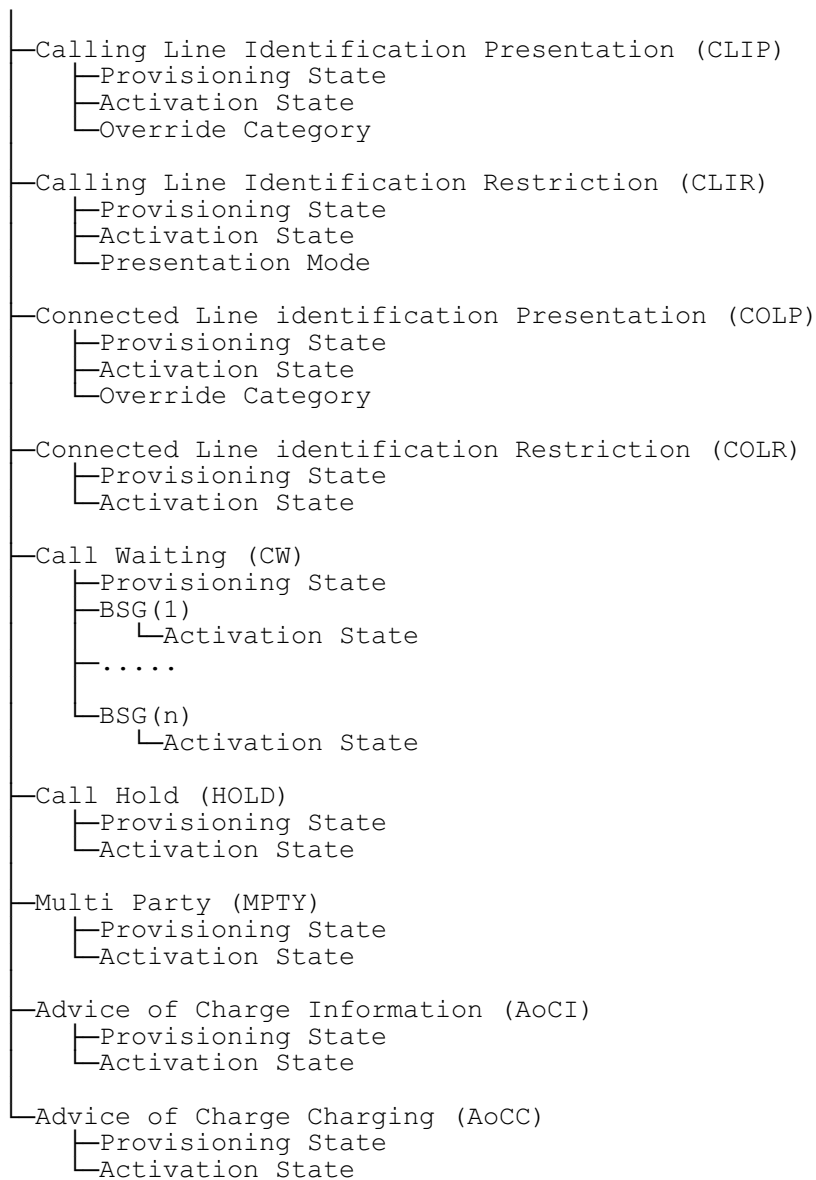 Calling Line Identification Presentation (CLIP)
Provisioning State
Activation State
Override Category
Calling Line Identification Restriction (CLIR)
Provisioning State
Activation State
Presentation Mode
Connected Line identification Presentation (COLP)
Provisioning State
Activation State
Override Category
Connected Line identification Restriction (COLR)
Provisioning State
Activation State
Call Waiting (CW)
Provisioning State
BSG(1)
Activation State
.....
BSG(n)
Activation State
Call Hold (HOLD)
Provisioning State
Activation State
Multi Party (MPTY)
Provisioning State
Activation State
Advice of Charge Information (AoCI)
Provisioning State
Activation State
Advice of Charge Charging (AoCC)
Provisioning State
Activation State